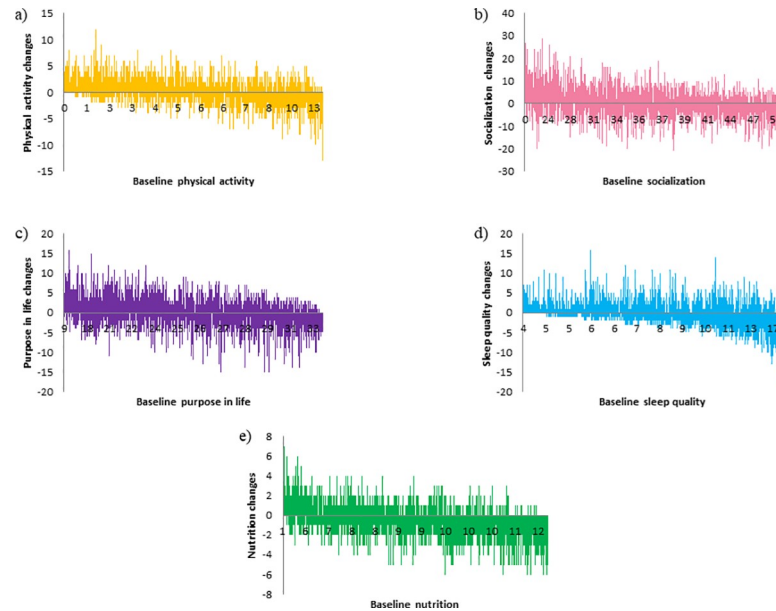 a)
15
10
5
0
-5
-10
-15
Physical activity changes
0 1 3 3 4 5 6 6 7 8 10 13
Baseline physical activity
b)
40
30
20
10
0
-10
-20
-30
Socialization changes
0 24 28 31 34 36 37 39 41 44 47
Baseline socialization
c)
20
15
10
5
0
-5
-10
-15
-20
Purpose in life changes
9 18 21 22 24 25 26 27 28 29 31 33
Baseline purpose in life
d)
20
15
10
5
0
-5
-10
-15
20
Sleep quality changes
4 5 5 6 6 7 8 9 10 11 13 17
Baseline sleep quality
e)
8
6
4
2
0
-2
-4
-6
-8
Nutrition changes
1 6 7 8 8 9 9 10 10 10 11 12
Baseline nutrition